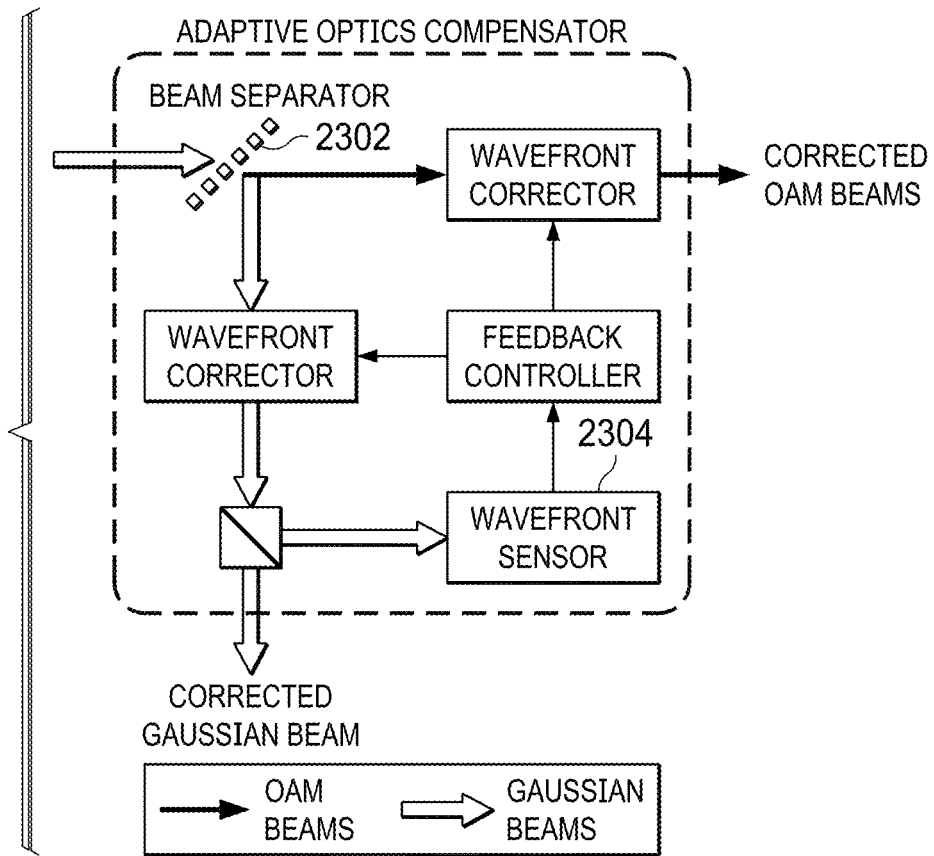 ADAPTIVE OPTICS COMPENSATOR
BEAM SEPARATOR
2302
WAVEFRONT
CORRECTOR
CORRECTED
OAM BEAMS
WAVEFRONT
CORRECTOR
FEEDBACK
CONTROLLER
2304
WAVEFRONT
SENSOR
CORRECTED
GAUSSIAN BEAM
OAM
BEAMS
GAUSSIAN
BEAMS